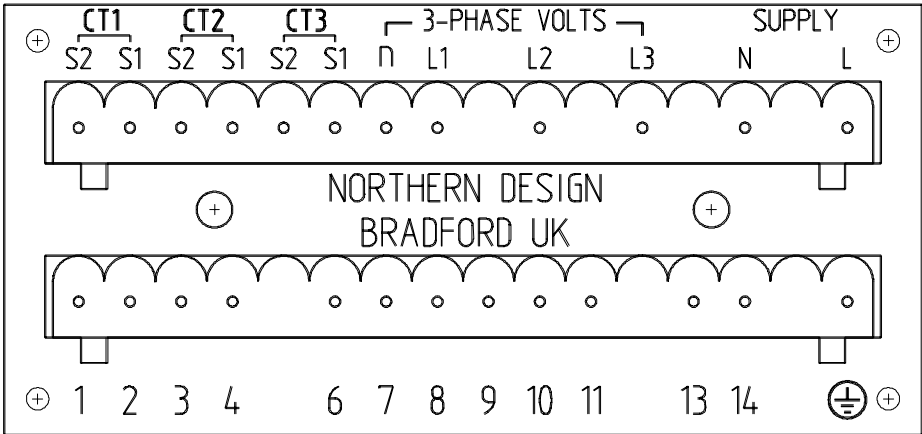 CT1 CT2 CT3 3-PHASE VOLTS SUPPLY
S2 S1 S2 S1 S2 S1 n L1 L2 L3 N L
NORTHERN DESIGN
BRADFORD UK
1 2 3 4 6 7 8 9 10 11 13 14